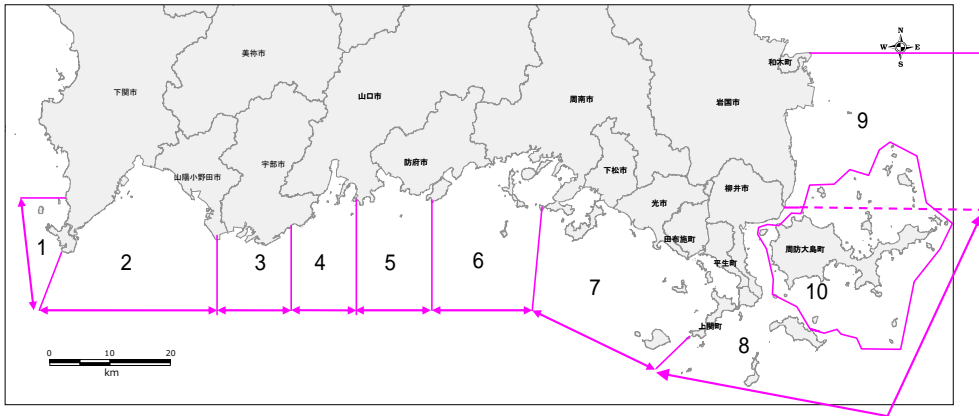 N
W E
S
美祢市
和木町
下関市
山口市
周南市
岩国市
9
防府市
宇部市
下松市
山陽小野田市
柳井市
光市
1
2
3
4
5
6
田布施町
周防大島町
平生町
7
10
上関町
8
0 10 20
km